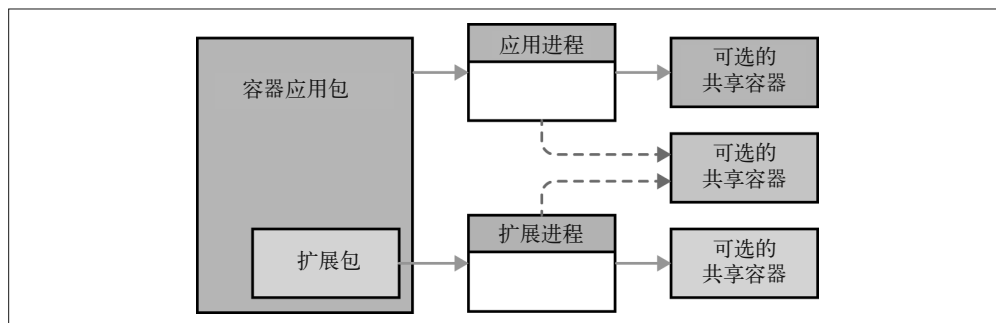 应用进程
可选的
共享容器
容器应用包
可选的
共享容器
扩展进程
扩展包
可选的
共享容器